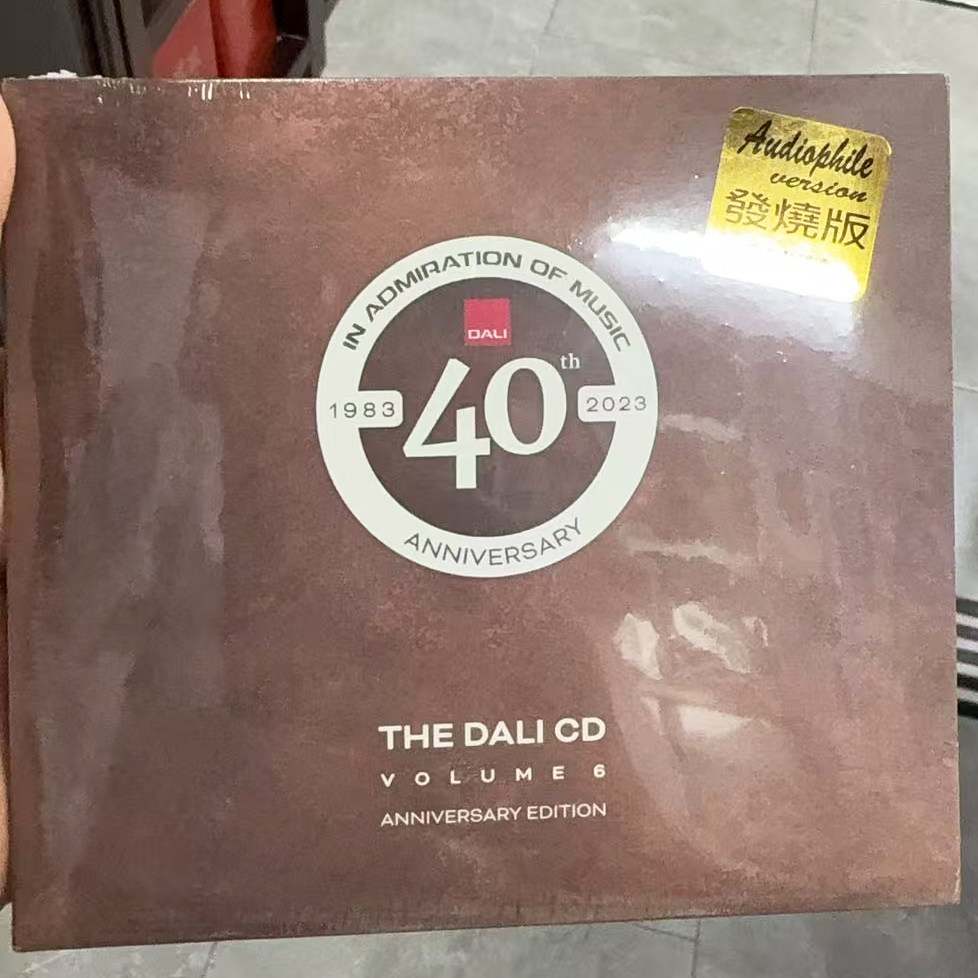 Audiophile
version
發燒版
IN ADMIRATION OF MUSIC
DALI
40th
1983
2023
ANNIVERSARY
THE DALI CD
VOLUME 6
ANNIVERSARY EDITION